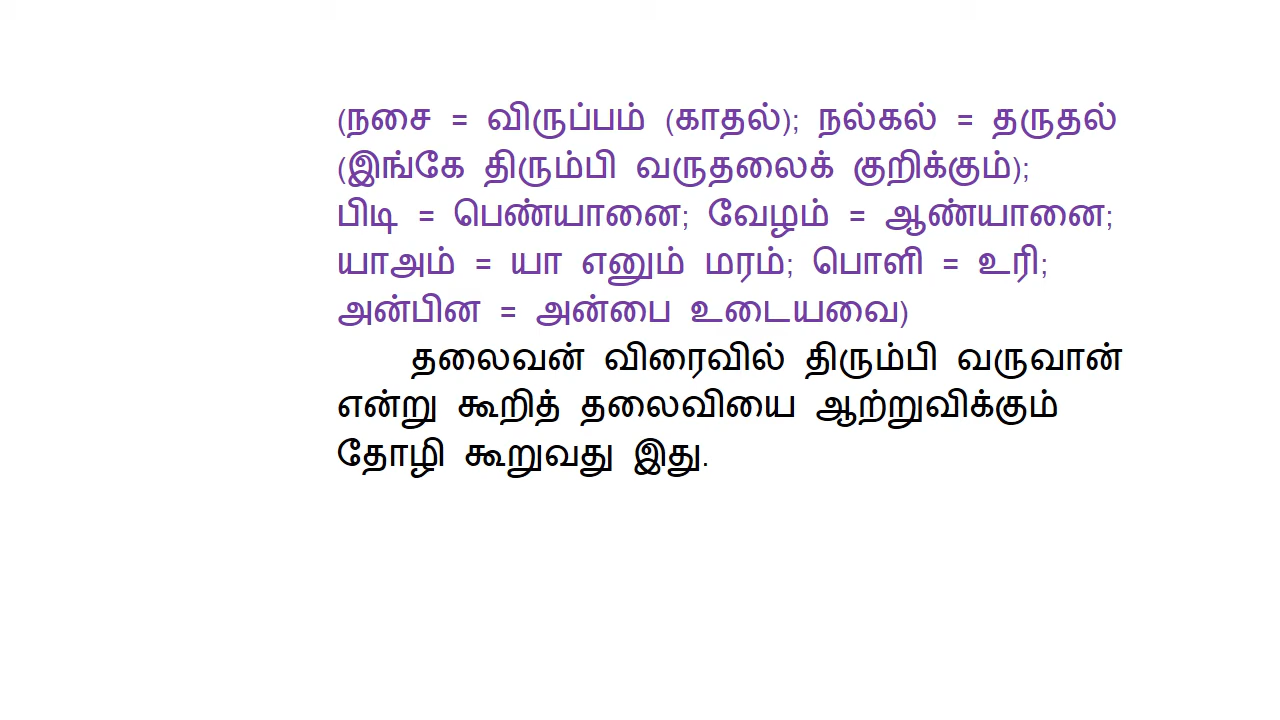 (நசை = விருப்பம் (காதல்); நல்கல் = தருதல்
(இங்கே திரும்பி வருதலைக் குறிக்கும்);
பிடி = பெண்யானை; வேழம் = ஆண்யானை;
யாஅம் = யா எனும் மரம்; பொளி = உரி;
அன்பின = அன்பை உடையவை)
தலைவன் விரைவில் திரும்பி வருவான்
என்று கூறித் தலைவியை ஆற்றுவிக்கும்
தோழி கூறுவது இது.